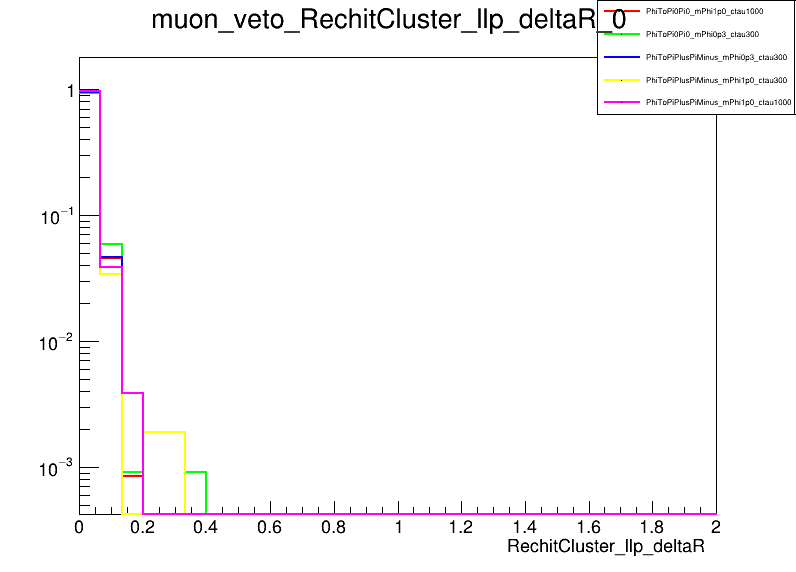 muon_veto_RechitCluster_llp_deltaR_0
PhiToPi0Pi0_mPhi1p0_ctau1000
PhiToPi0Pi0_mPhi0p3_ctau300
PhiToPiPlusPiMinus_mPhi0p3_ctau300
PhiToPiPlusPiMinus_mPhi1p0_ctau300
PhiToPiPlusPiMinus_mPhi1p0_ctau1000
1
10⁻¹
10⁻²
10⁻³
0 0.2 0.4 0.6 0.8 1 1.2 1.4 1.6 1.8 2
RechitCluster_llp_deltaR